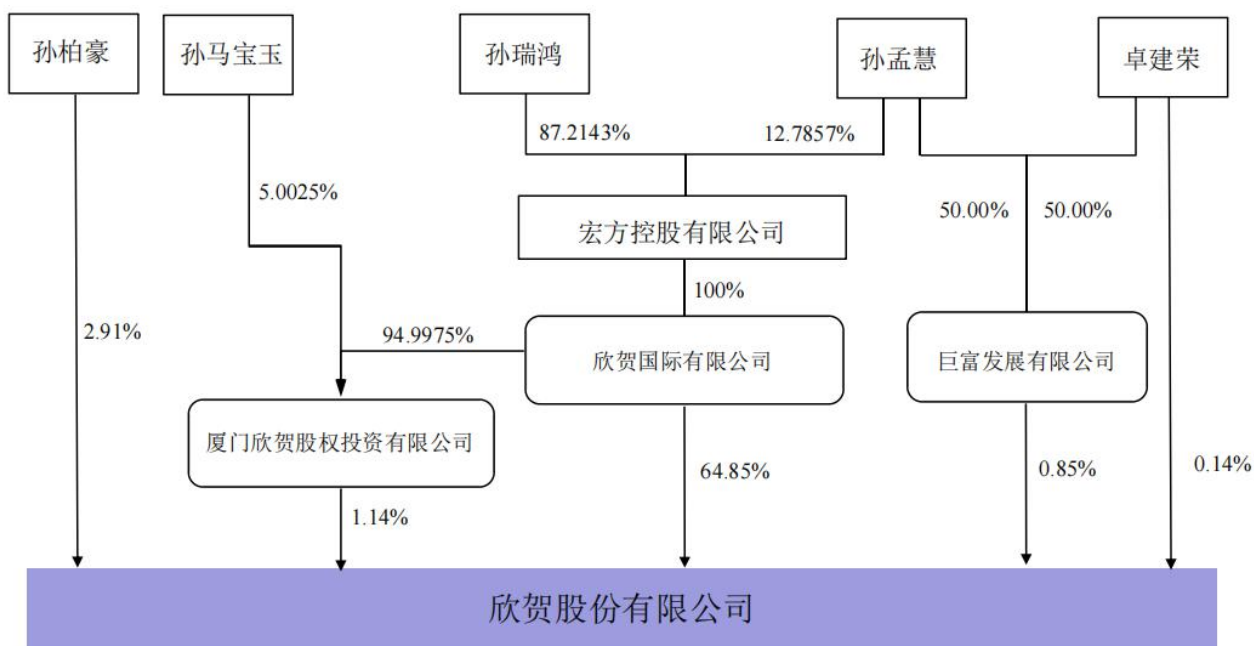 孙柏豪
孙马宝玉
孙瑞鸿
孙孟慧
卓建荣
87.2143%
12.7857%
5.0025%
50.00%
50.00%
宏方控股有限公司
100%
2.91%
94.9975%
欣贺国际有限公司
巨富发展有限公司
厦门欣贺股权投资有限公司
64.85%
0.85%
0.14%
1.14%
欣贺股份有限公司